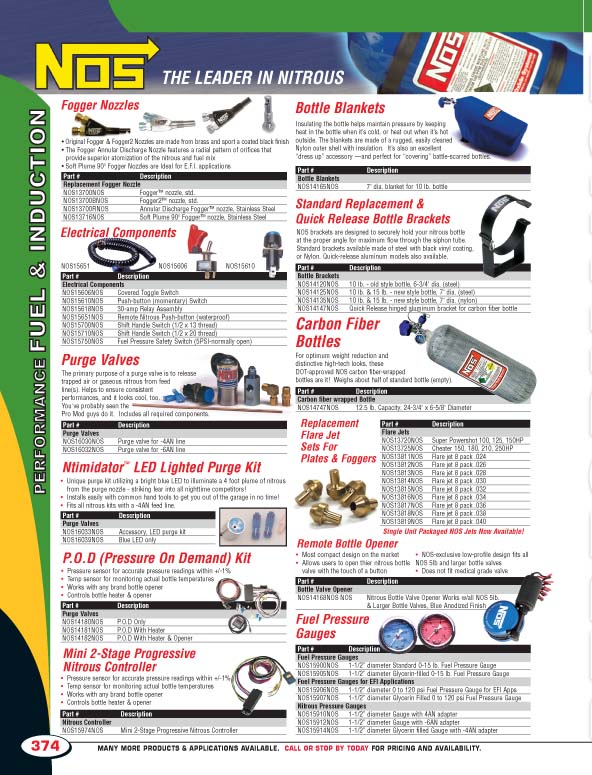 NOS
THE LEADER IN NITROUS
NOS
NOS
PERFORMANCE FUEL & INDUCTION
Fogger Nozzles
• Original Fogger & Fogger2 Nozzles are made from brass and sport a coated black finish
• The Fogger Annular Discharge Nozzle features a radial pattern of orifices that
provide superior atomization of the nitrous and fuel mix
• Soft Plume 90º Fogger Nozzles are Ideal for E.F.I. applications
Part # Description
Replacement Fogger Nozzle
NOS13700NOS Fogger™ nozzle, std.
NOS13700BNOS Fogger2™ nozzle, std.
NOS13700RNOS Annular Discharge Fogger™ nozzle, Stainless Steel
NOS13716NOS Soft Plume 90º Fogger™ Nozzle, Stainless Steel
Electrical Components
NOS15651 NOS15606 NOS15610
Part # Description
Electrical Components
NOS15606NOS Covered Toggle Switch
NOS15610NOS Push-button (momentary) Switch
NOS15618NOS 30-amp Relay Assembly
NOS15651NOS Remote Nitrous Push-button (waterproof)
NOS15700NOS Shift Handle Switch (1/2 x 13 thread)
NOS15710NOS Shift Handle Switch (1/2 x 20 thread)
NOS15750NOS Fuel Pressure Safety Switch (5PSI-normally open)
Purge Valves
The primary purpose of a purge valve is to release
trapped air or gaseous nitrous from feed
line(s). Helps to ensure consistent
performances, and it looks cool, too.
You've probably seen the
Pro Mod guys do it. Includes all required components.
Part # Description
Purge Valves
NOS16030NOS Purge valve for -4AN line
NOS16032NOS Purge valve for -6AN line
Ntimidator™ LED Lighted Purge Kit
• Unique purge kit utilizing a bright blue LED to illuminate a 4 foot plume of nitrous
from the purge nozzle - striking fear into all nighttime competitors!
• Installs easily with common hand tools to get you out of the garage in no time!
• Fits all nitrous kits with a -4AN feed line.
Part # Description
Purge Valves
NOS16033NOS Accessory, LED purge kit
NOS16039NOS Blue LED only
P.O.D (Pressure On Demand) Kit
• Pressure sensor for accurate pressure readings within +/-1%
• Temp sensor for monitoring actual bottle temperatures
• Works with any brand bottle opener
• Controls bottle heater & opener
Part # Description
Purge Valves
NOS14180NOS P.O.D Only
NOS14181NOS P.O.D With Heater
NOS14182NOS P.O.D With Heater & Opener
Mini 2-Stage Progressive
Nitrous Controller
• Pressure sensor for accurate pressure readings within +/-1%
• Temp sensor for monitoring actual bottle temperatures
• Works with any brand bottle opener
• Controls bottle heater & opener
Part # Description
Nitrous Controller
NOS15974NOS Mini 2-Stage Progressive Nitrous Controller
Bottle Blankets
Insulating the bottle helps maintain pressure by keeping
heat in the bottle when it's cold, or heat out when it's hot
outside. The blankets are made of a rugged, easily cleaned
Nylon outer shell with insulation. It's also an excellent
"dress up" accessory —and perfect for "covering" battle-scarred bottles.
Part # Description
Bottle Blankets
NOS14165NOS 7" dia. blanket for 10 lb. bottle
Standard Replacement &
Quick Release Bottle Brackets
NOS brackets are designed to securely hold your nitrous bottle
at the proper angle for maximum flow through the siphon tube.
Standard brackets available made of steel with black vinyl coating,
or Nylon. Quick-release aluminum models also available.
Part # Description
Bottle Brackets
NOS14120NOS 10 lb. - old style bottle, 6-3/4" dia. (steel)
NOS14125NOS 10 lb. & 15 lb. - new style bottle, 7" dia. (steel)
NOS14135NOS 10 lb. & 15 lb. - new style bottle, 7" dia. (nylon)
NOS14147NOS Quick Release hinged aluminum bracket for carbon fiber bottle
Carbon Fiber
Bottles
For optimum weight reduction and
distinctive high-tech looks, these
DOT-approved NOS carbon fiber-wrapped
bottles are it! Weighs about half of standard bottle (empty).
Part # Description
Carbon fiber wrapped Bottle
NOS14747NOS 12.5 lb. Capacity, 24-3/4" x 6-5/8" Diameter
Replacement
Flare Jet
Sets For
Plates & Foggers
Part # Description
Flare Jets
NOS13720NOS Super Powershot 100, 125, 150HP
NOS13725NOS Cheater 150, 180, 210, 250HP
NOS13811NOS Flare jet 8 pack .024
NOS13812NOS Flare jet 8 pack .026
NOS13813NOS Flare jet 8 pack .028
NOS13814NOS Flare jet 8 pack .030
NOS13815NOS Flare jet 8 pack .032
NOS13816NOS Flare jet 8 pack .034
NOS13817NOS Flare jet 8 pack .036
NOS13818NOS Flare jet 8 pack .038
NOS13819NOS Flare jet 8 pack .040
Single Unit Packaged NOS Jets Now Available!
Remote Bottle Opener
• Most compact design on the market
• Allows users to open thier nitrous bottle
valve with the touch of a button
• NOS-exclusive low-profile design fits all
NOS 5lb and larger bottle valves
• Does not fit medical grade valve
Part # Description
Bottle Valve Opener
NOS14168NOS NOS Nitrous Bottle Valve Opener Works w/all NOS 5lb.
& Larger Bottle Valves, Blue Anodized Finish
NOS
Fuel Pressure
Gauges
Part # Description
Fuel Pressure Gauges
NOS15900NOS 1-1/2" diameter Standard 0-15 lb. Fuel Pressure Gauge
NOS15905NOS 1-1/2" diameter Glycerin-filled 0-15 lb. Fuel Pressure Gauge
Fuel Pressure Gauges for EFI Applications
NOS15906NOS 1-1/2" diameter 0 to 120 psi Fuel Pressure Gauge for EFI Apps.
NOS15907NOS 1-1/2" diameter Glycerin Filled 0 to 120 psi Fuel Pressure Gauge
Nitrous Pressure Gauges
NOS15910NOS 1-1/2" diameter Gauge with 4AN adapter
NOS15912NOS 1-1/2" diameter Gauge with -6AN adapter
NOS15914NOS 1-1/2" diameter Glycerin filled Gauge with -4AN adapter
374
MANY MORE PRODUCTS & APPLICATIONS AVAILABLE. CALL OR STOP BY TODAY FOR PRICING AND AVAILABILITY.